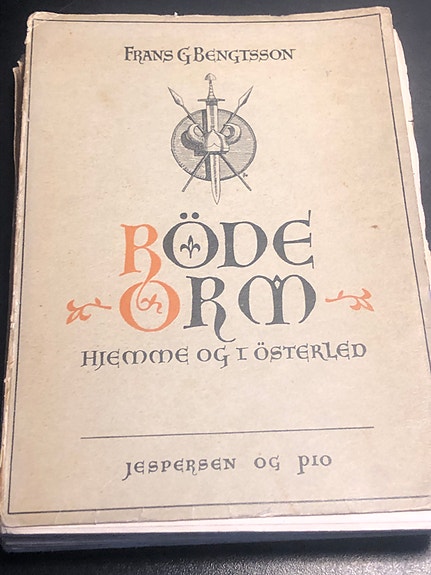 FRANS G BENGTSSON
RÖDE
ORM
HJEMME OG I ÖSTERLED
JESPERSEN OG PIO